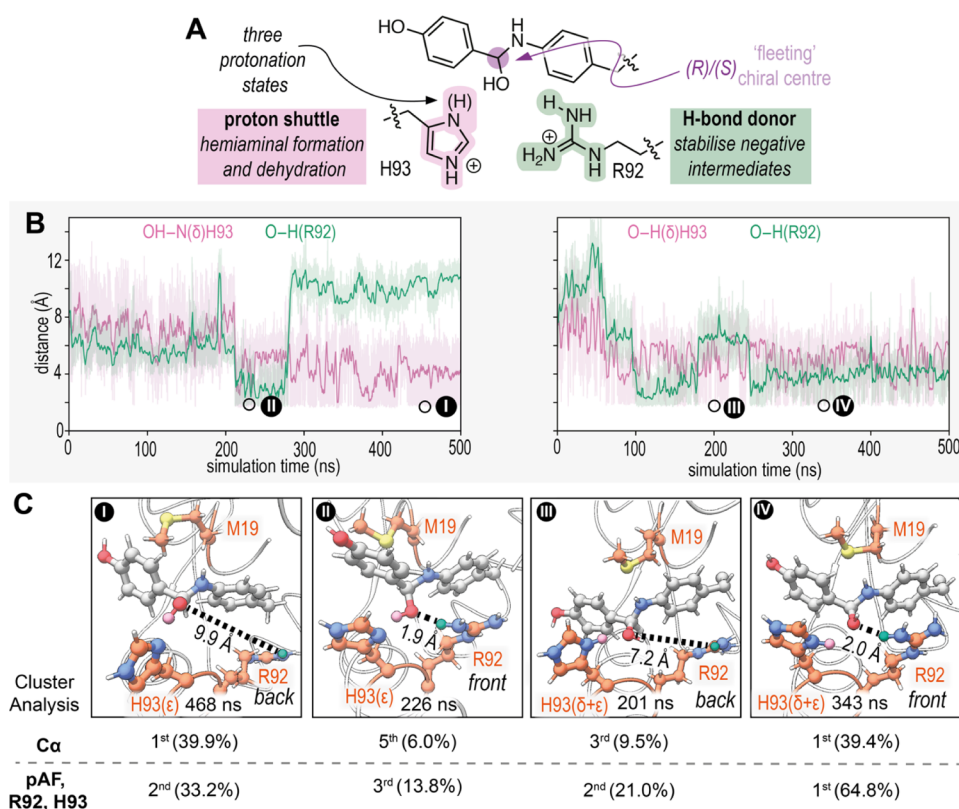 A
three
protonation
states
HO
H
N
HO
(R)/(S)
‘fleeting’
chiral centre
proton shuttle
hemiaminal formation
and dehydration
(H)
N
N
H
⊕
H93
NH
⊕
H₂N
N
H
R92
H-bond donor
stabilise negative
intermediates
B
OH–N(δ)H93 O–H(R92)
distance (Å)
12
8
4
0
II
I
0 100 200 300 400 500
simulation time (ns)
O–H(δ)H93 O–H(R92)
III
IV
0 100 200 300 400 500
simulation time (ns)
C
I
M19
9.9 Å
R92
H93(ε)
468 ns
back
II
M19
1.9 Å
R92
H93(ε)
226 ns
front
III
M19
7.2 Å
R92
H93(δ+ε)
201 ns
back
IV
M19
2.0 Å
R92
H93(δ+ε)
343 ns
front
Cluster
Analysis
Cα 1st (39.9%) 5th (6.0%) 3rd (9.5%) 1st (39.4%)
pAF,
R92, H93 2nd (33.2%) 3rd (13.8%) 2nd (21.0%) 1st (64.8%)